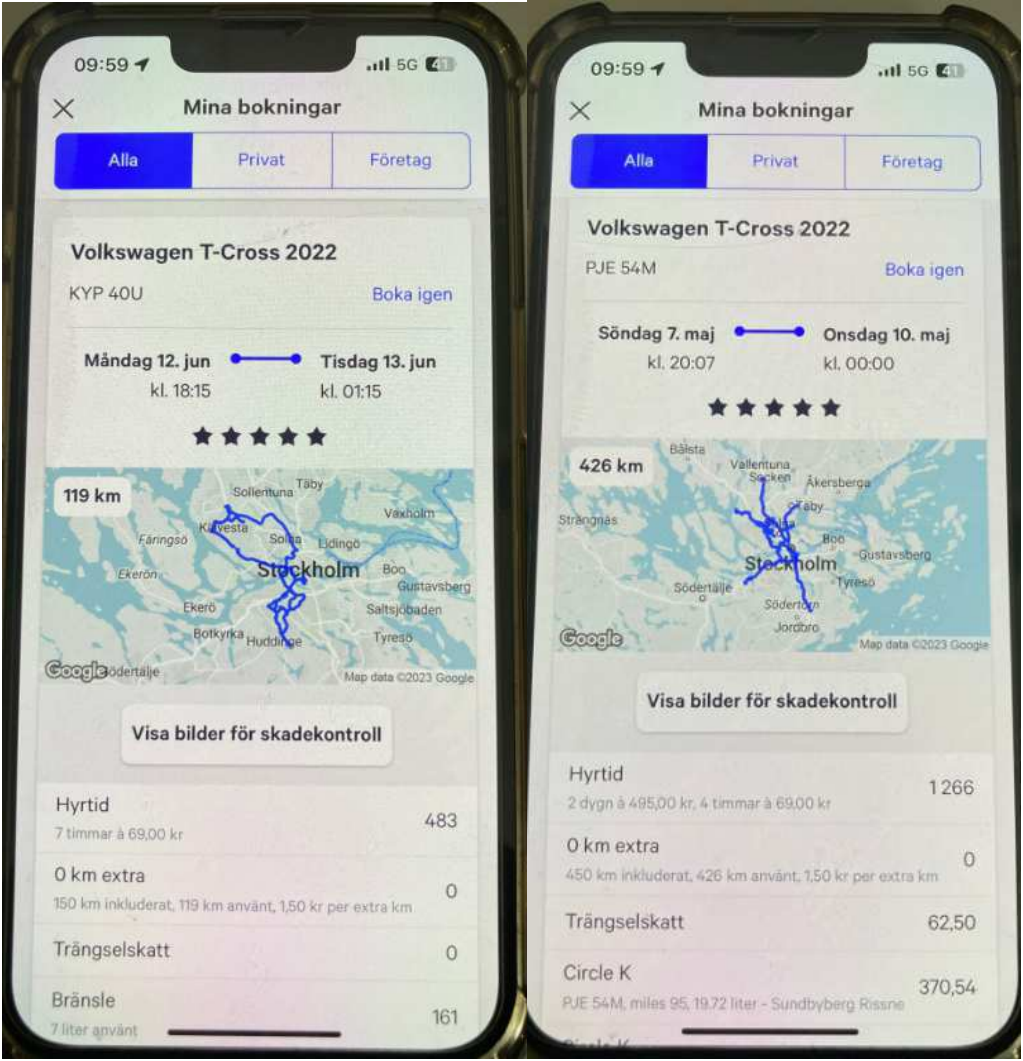 09:59
5G 41
Mina bokningar
Alla
Privat
Företag
Volkswagen T-Cross 2022
KYP 40U
Boka igen
Måndag 12. jun
Tisdag 13. jun
kl. 18:15
kl. 01:15
119 km
Sollentuna
Täby
Vaxholm
Färingsö
Solna
Lidingö
Ekerön
Stockholm
Boo
Gustavsberg
Ekerö
Saltsjöbaden
Botkyrka
Huddinge
Tyresö
Google
Södertälje
Map data ©2023 Google
Visa bilder för skadekontroll
Hyrtid
483
7 timmar à 69,00 kr
0 km extra
0
150 km inkluderat, 119 km använt, 1,50 kr per extra km
Trängselskatt
0
Bränsle
161
7 liter använt
09:59
5G 41
Mina bokningar
Alla
Privat
Företag
Volkswagen T-Cross 2022
PJE 54M
Boka igen
Söndag 7. maj
Onsdag 10. maj
kl. 20:07
kl. 00:00
426 km
Bålsta
Vallentuna
Socken
Åkersberga
Täby
Strängnäs
Boo
Gustavsberg
Stockholm
Tyresö
Södertälje
Södertörn
Jordbro
Google
Map data ©2023 Google
Visa bilder för skadekontroll
Hyrtid
1 266
2 dygn à 495,00 kr, 4 timmar à 69,00 kr
0 km extra
0
450 km inkluderat, 426 km använt, 1,50 kr per extra km
Trängselskatt
62,50
Circle K
370,54
PJE 54M, miles 95, 19.72 liter - Sundbyberg Rissne
Circle K